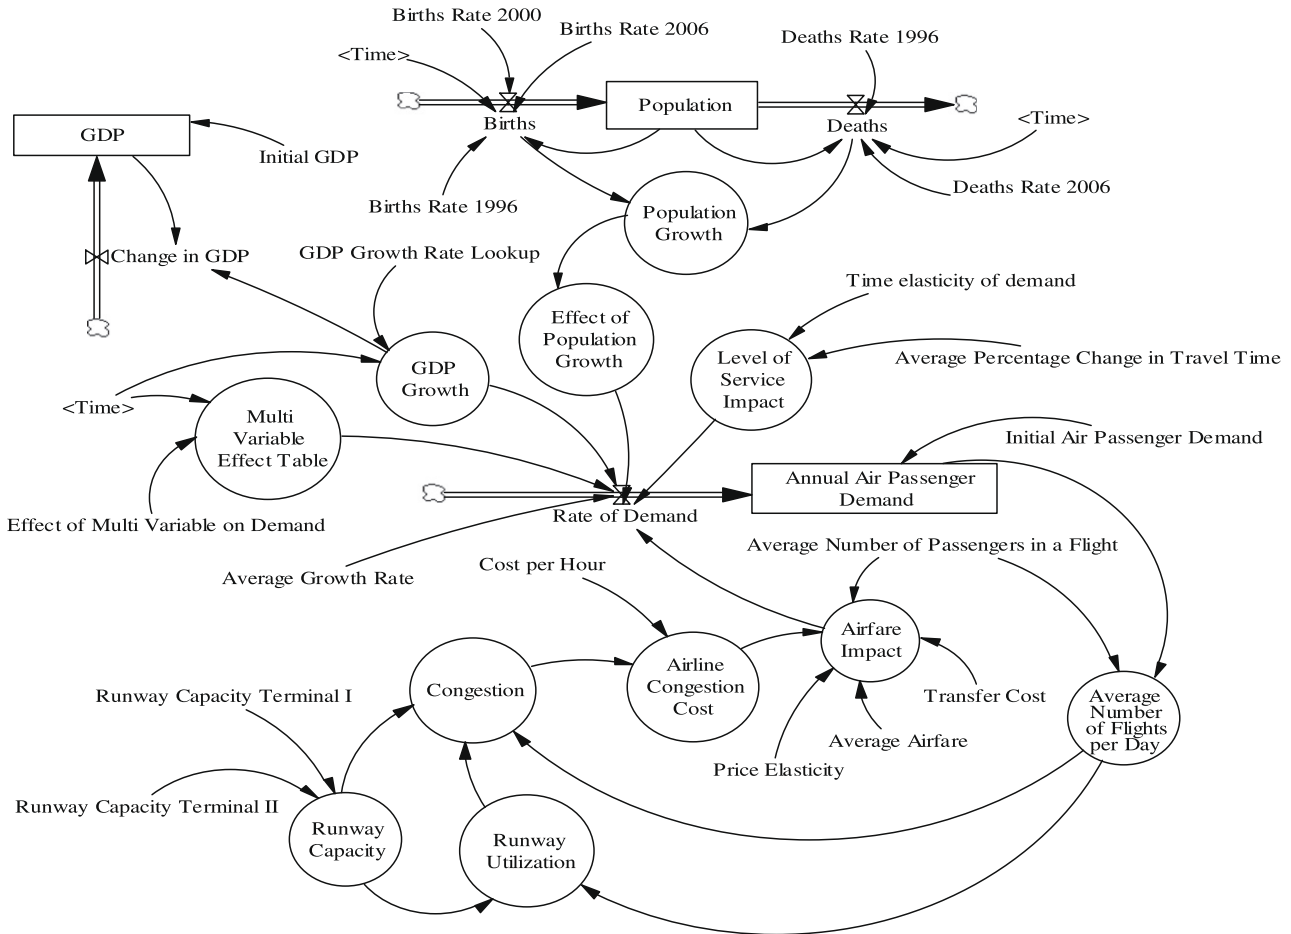 Births Rate 2000
Births Rate 2006
Deaths Rate 1996
<Time>
Population
GDP
Births
Deaths
<Time>
Initial GDP
Births Rate 1996
Deaths Rate 2006
Population
Growth
Change in GDP
GDP Growth Rate Lookup
Time elasticity of demand
Effect of
Population
Growth
Level of
Service
Impact
Average Percentage Change in Travel Time
GDP
Growth
<Time>
Multi
Variable
Effect Table
Initial Air Passenger Demand
Annual Air Passenger
Demand
Effect of Multi Variable on Demand
Rate of Demand
Average Growth Rate
Cost per Hour
Average Number of Passengers in a Flight
Airfare
Impact
Airline
Congestion
Cost
Congestion
Transfer Cost
Average
Number
of Flights
per Day
Runway Capacity Terminal I
Average Airfare
Price Elasticity
Runway Capacity Terminal II
Runway
Capacity
Runway
Utilization